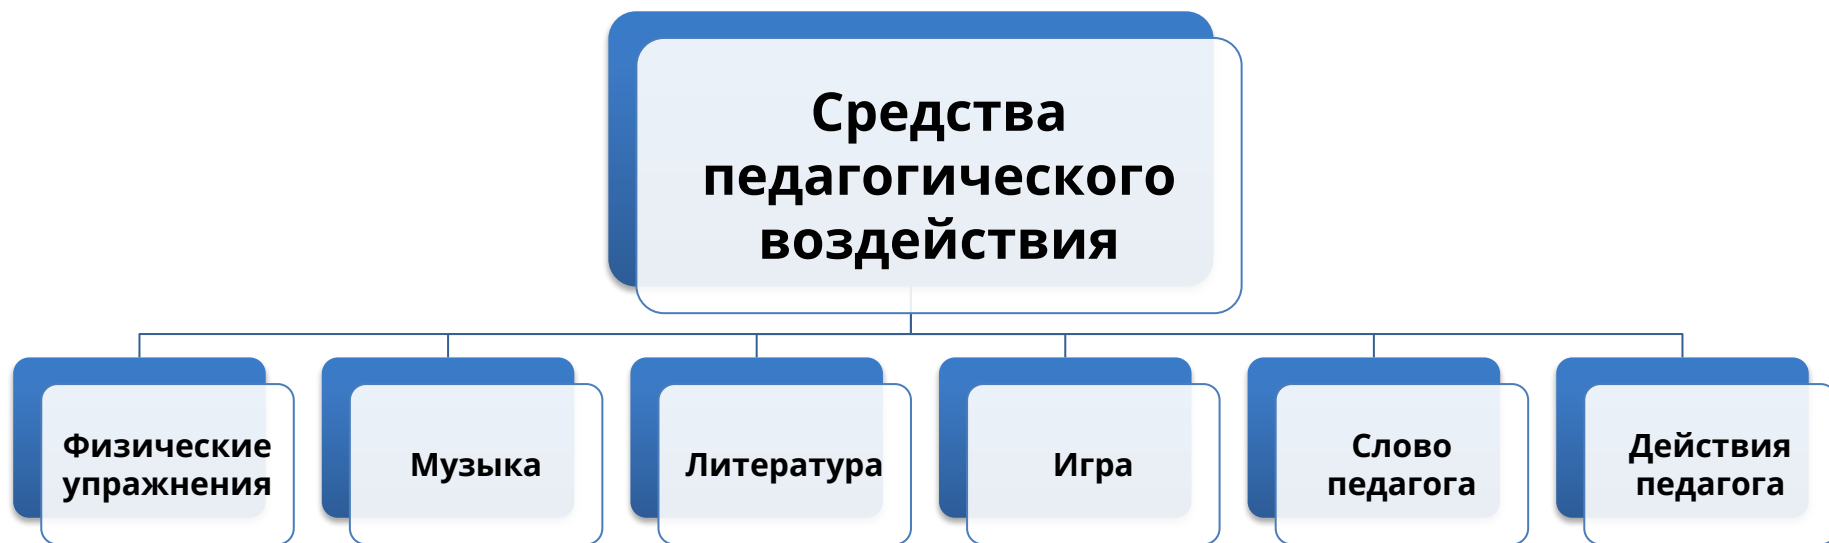 Средства
педагогического
воздействия
Физические
упражнения
Музыка
Литература
Игра
Слово
педагога
Действия
педагога